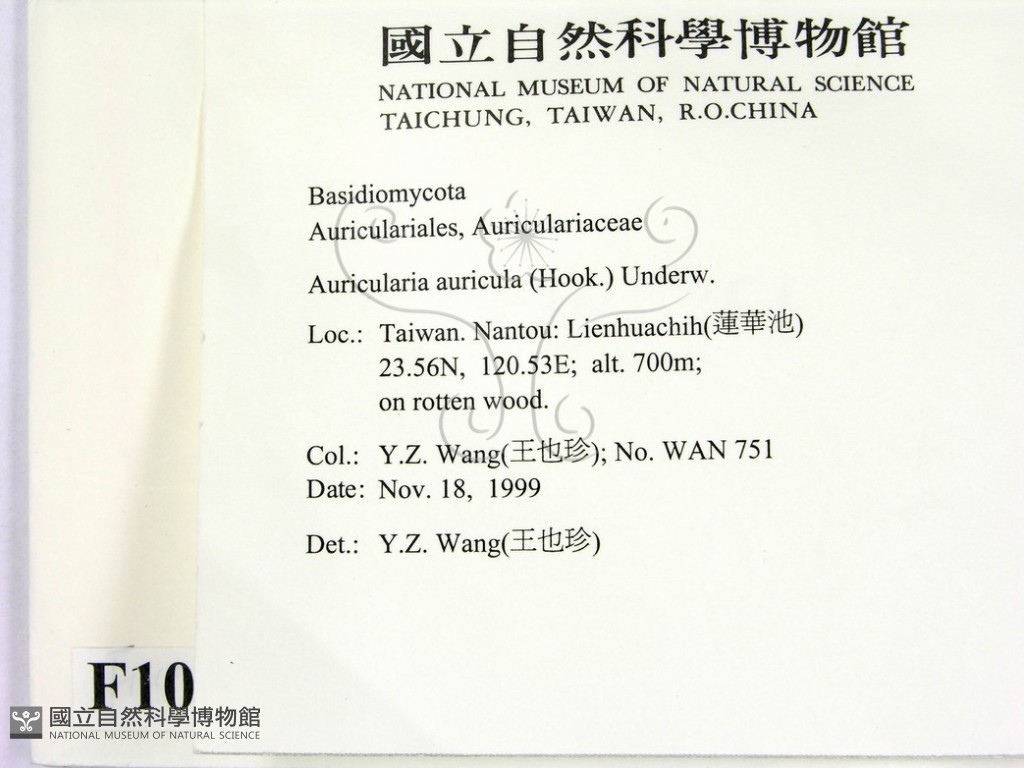 國立自然科學博物館
NATIONAL MUSEUM OF NATURAL SCIENCE
TAICHUNG, TAIWAN, R.O.CHINA
Basidiomycota
Auriculariales, Auriculariaceae
Auricularia auricula (Hook.) Underw.
Loc.: Taiwan. Nantou: Lienhuachih(蓮華池)
23.56N, 120.53E; alt. 700m;
on rotten wood.
Col.: Y.Z. Wang(王也珍); No. WAN 751
Date: Nov. 18, 1999
Det.: Y.Z. Wang(王也珍)
F10
國立自然科學博物館
NATIONAL MUSEUM OF NATURAL SCIENCE